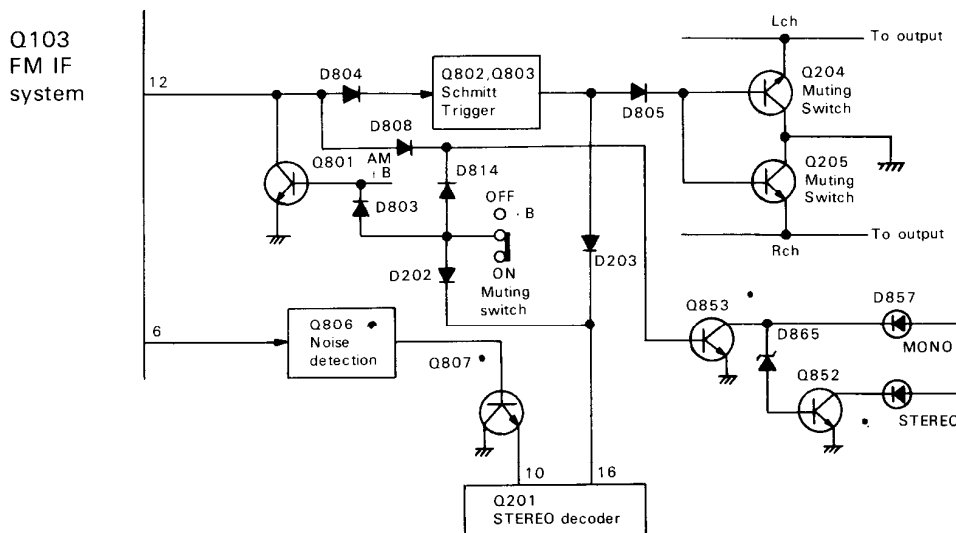 Q103
FM IF
system
12
D804
Q802, Q803
Schmitt
Trigger
D805
Lch
To output
Q204
Muting
Switch
D808
Q801
AM
+B
D803
D814
OFF
· B
D202
ON
Muting
switch
D203
Q205
Muting
Switch
Rch
To output
6
Q806
Noise
detection
Q807
Q853
D865
D857
MONO
Q852
STEREO
10
16
Q201
STEREO decoder